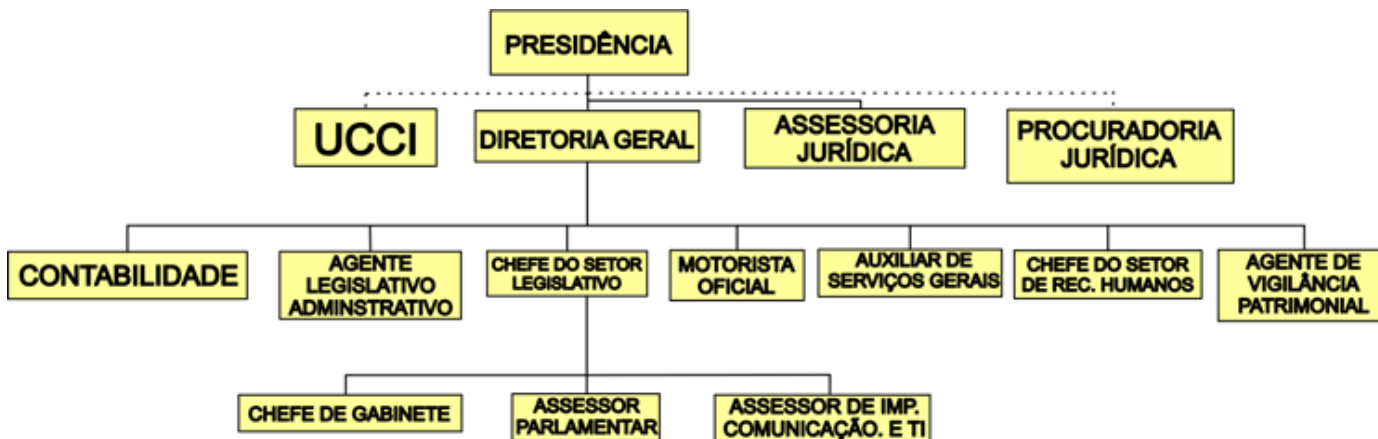 PRESIDÊNCIA
UCCI
DIRETORIA GERAL
ASSESSORIA
JURÍDICA
PROCURADORIA
JURÍDICA
CONTABILIDADE
AGENTE
LEGISLATIVO
ADMINSTRATIVO
CHEFE DO SETOR
LEGISLATIVO
MOTORISTA
OFICIAL
AUXILIAR DE
SERVIÇOS GERAIS
CHEFE DO SETOR
DE REC. HUMANOS
AGENTE DE
VIGILÂNCIA
PATRIMONIAL
CHEFE DE GABINETE
ASSESSOR
PARLAMENTAR
ASSESSOR DE IMP.
COMUNICAÇÃO. E TI